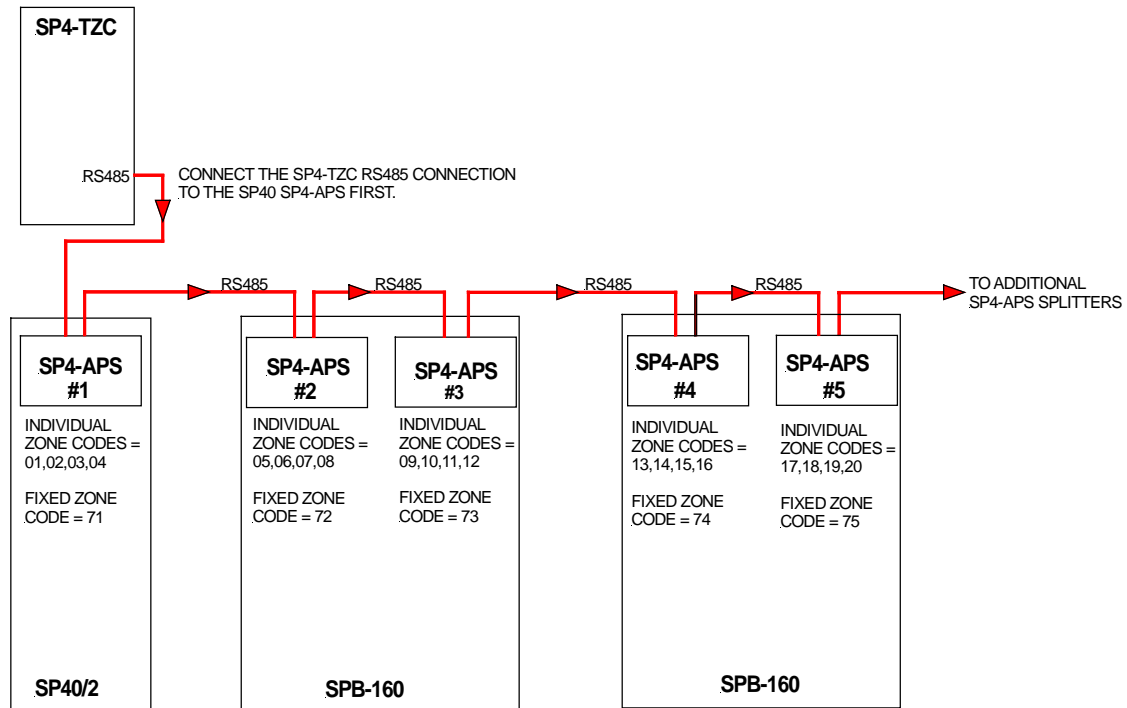 SP4-TZC
RS485
CONNECT THE SP4-TZC RS485 CONNECTION
TO THE SP40 SP4-APS FIRST.
RS485
RS485
RS485
RS485
TO ADDITIONAL
SP4-APS SPLITTERS
SP4-APS
#1
INDIVIDUAL
ZONE CODES =
01,02,03,04
FIXED ZONE
CODE = 71
SP40/2
SP4-APS
#2
INDIVIDUAL
ZONE CODES =
05,06,07,08
FIXED ZONE
CODE = 72
SP4-APS
#3
INDIVIDUAL
ZONE CODES =
09,10,11,12
FIXED ZONE
CODE = 73
SPB-160
SP4-APS
#4
INDIVIDUAL
ZONE CODES =
13,14,15,16
FIXED ZONE
CODE = 74
SP4-APS
#5
INDIVIDUAL
ZONE CODES =
17,18,19,20
FIXED ZONE
CODE = 75
SPB-160